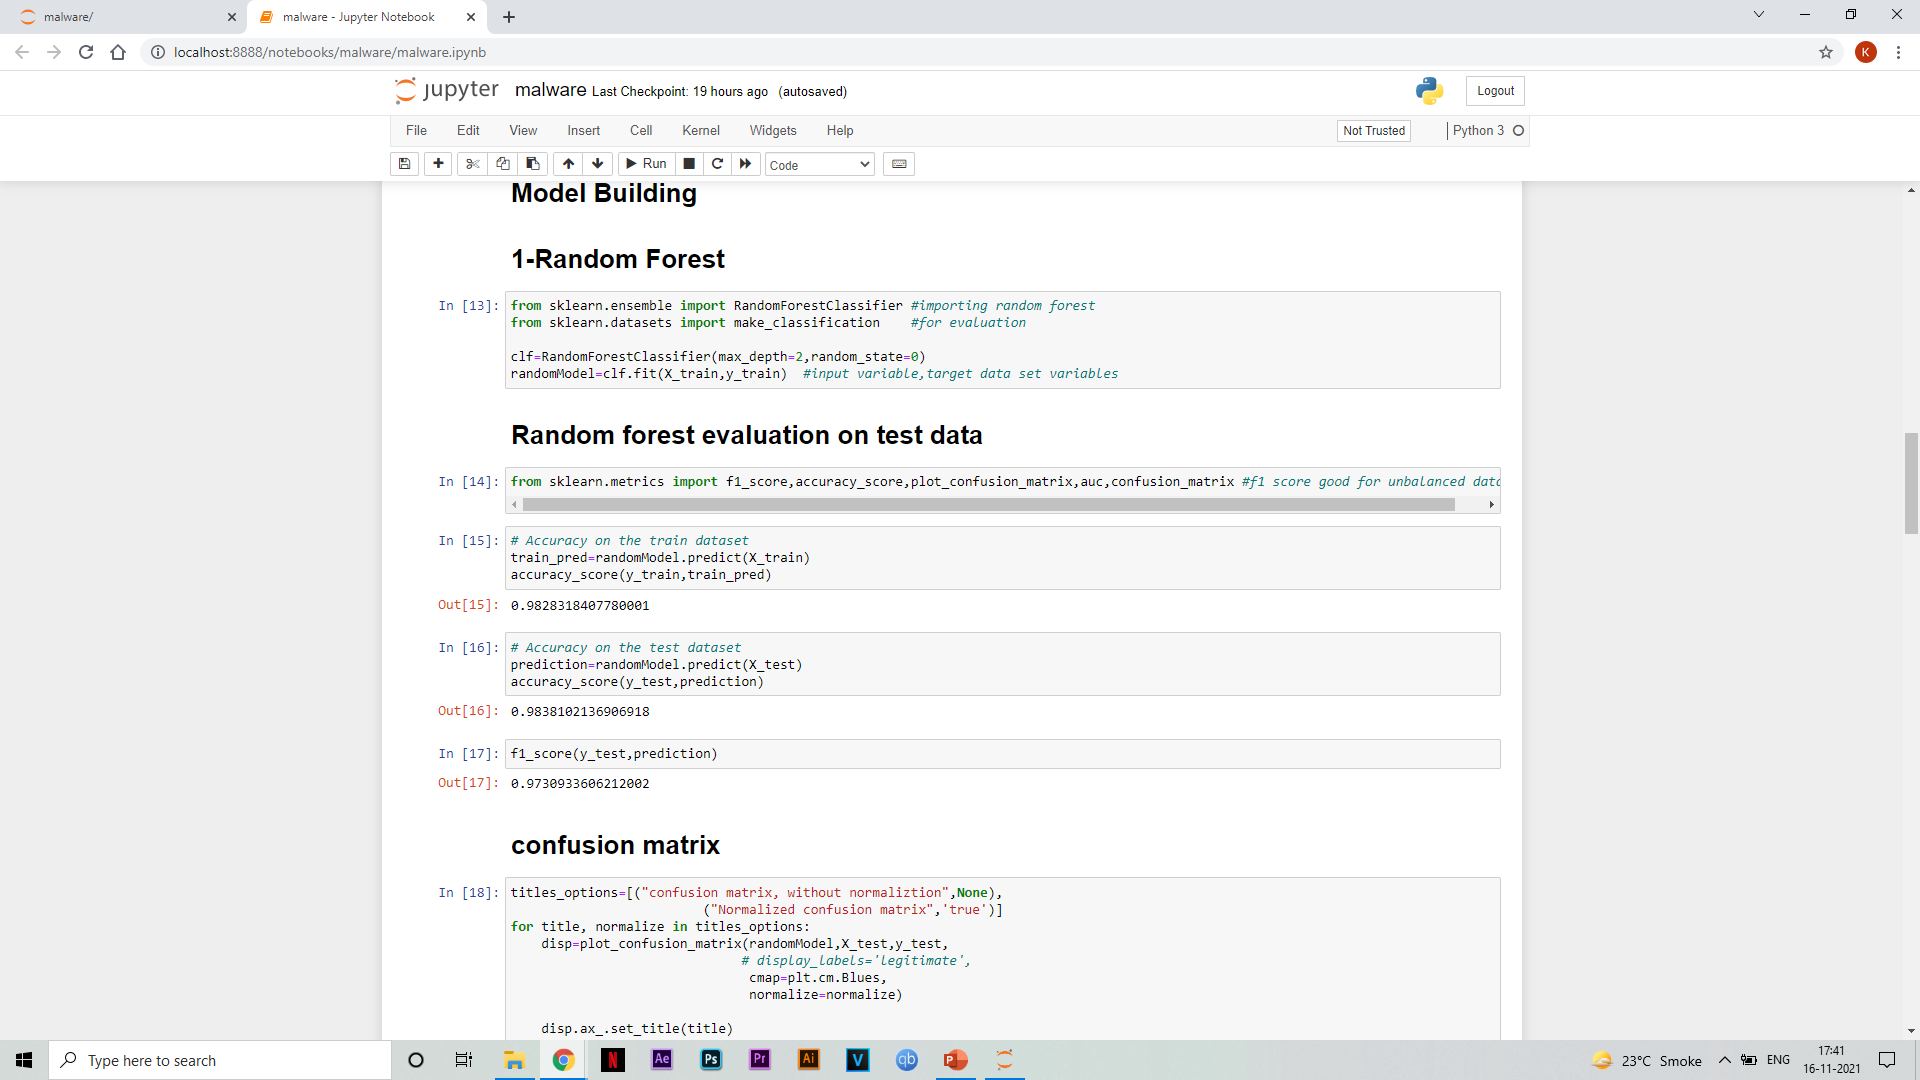 malware/
malware - Jupyter Notebook
localhost:8888/notebooks/malware/malware.ipynb
K
jupyter malware Last Checkpoint: 19 hours ago (autosaved)
Logout
File Edit View Insert Cell Kernel Widgets Help
Not Trusted
Python 3
Run
Code
Model Building
1-Random Forest
In [13]: from sklearn.ensemble import RandomForestClassifier #importing random forest
from sklearn.datasets import make_classification    #for evaluation
clf=RandomForestClassifier(max_depth=2,random_state=0)
randomModel=clf.fit(X_train,y_train)  #input variable,target data set variables
Random forest evaluation on test data
In [14]: from sklearn.metrics import f1_score,accuracy_score,plot_confusion_matrix,auc,confusion_matrix #f1 score good for unbalanced data
In [15]: # Accuracy on the train dataset
train_pred=randomModel.predict(X_train)
accuracy_score(y_train,train_pred)
Out[15]: 0.9828318407780001
In [16]: # Accuracy on the test dataset
prediction=randomModel.predict(X_test)
accuracy_score(y_test,prediction)
Out[16]: 0.9838102136906918
In [17]: f1_score(y_test,prediction)
Out[17]: 0.9730933606212002
confusion matrix
In [18]: titles_options=[("confusion matrix, without normaliztion",None),
("Normalized confusion matrix",'true')]
for title, normalize in titles_options:
disp=plot_confusion_matrix(randomModel,X_test,y_test,
# display_labels='legitimate',
cmap=plt.cm.Blues,
normalize=normalize)
disp.ax_.set_title(title)
Type here to search
N
Ae
Ps
Pr
Ai
V
qb
P
23°C Smoke
ENG
17:41
16-11-2021